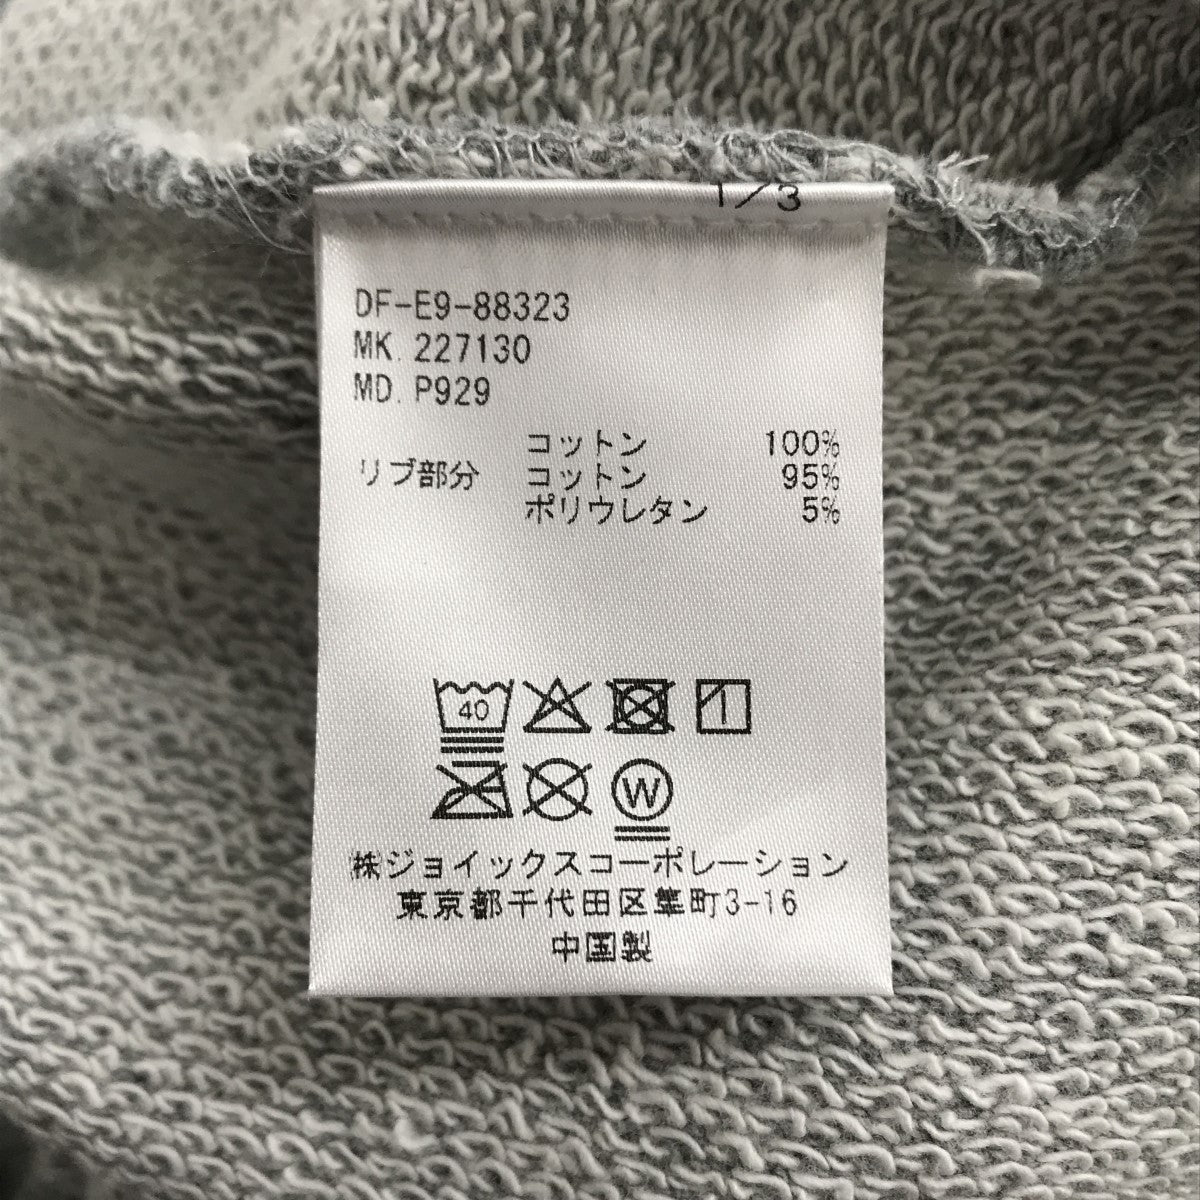 1/3
DF-E9-88323
MK. 227130
MD. P929
コットン 100%
リブ部分 コットン 95%
ポリウレタン 5%
40
W
㈱ジョイックスコーポレーション
東京都千代田区隼町3-16
中国製